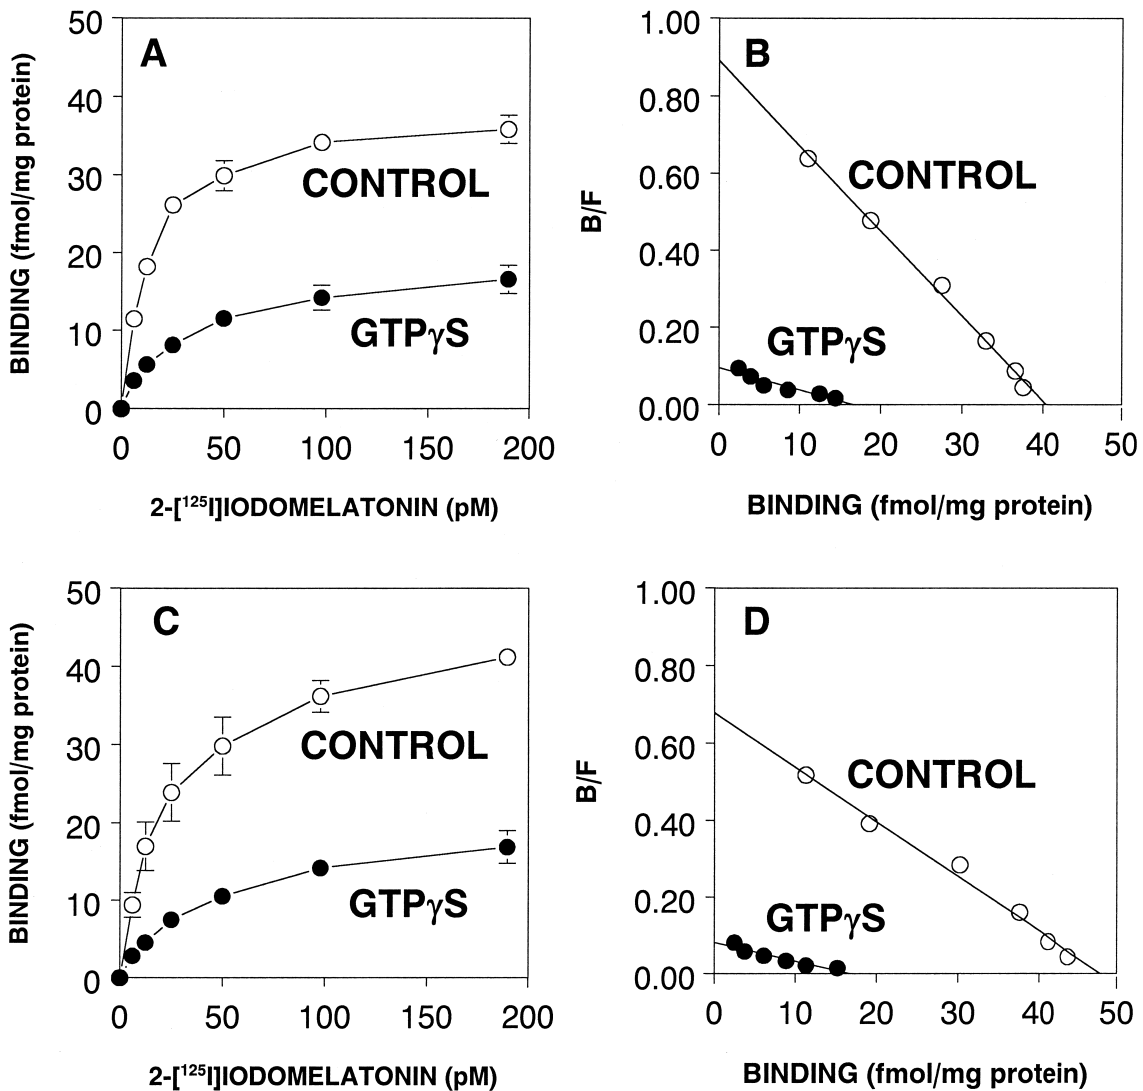 A
BINDING (fmol/mg protein)
50
40
30
20
10
0
CONTROL
GTPγS
0 50 100 150 200
2-[¹²⁵I]IODOMELATONIN (pM)
B
B/F
1.00
0.80
0.60
0.40
0.20
0.00
CONTROL
GTPγS
0 10 20 30 40 50
BINDING (fmol/mg protein)
C
BINDING (fmol/mg protein)
50
40
30
20
10
0
CONTROL
GTPγS
0 50 100 150 200
2-[¹²⁵I]IODOMELATONIN (pM)
D
B/F
1.00
0.80
0.60
0.40
0.20
0.00
CONTROL
GTPγS
0 10 20 30 40 50
BINDING (fmol/mg protein)